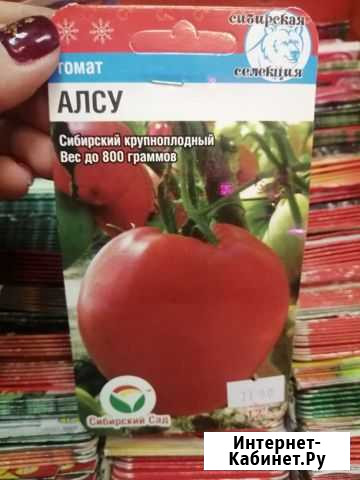 сибирская
селекция
томат
АЛСУ
Сибирский крупноплодный
Вес до 800 граммов
Сибирский Сад
Интернет-
Кабинет.Ру